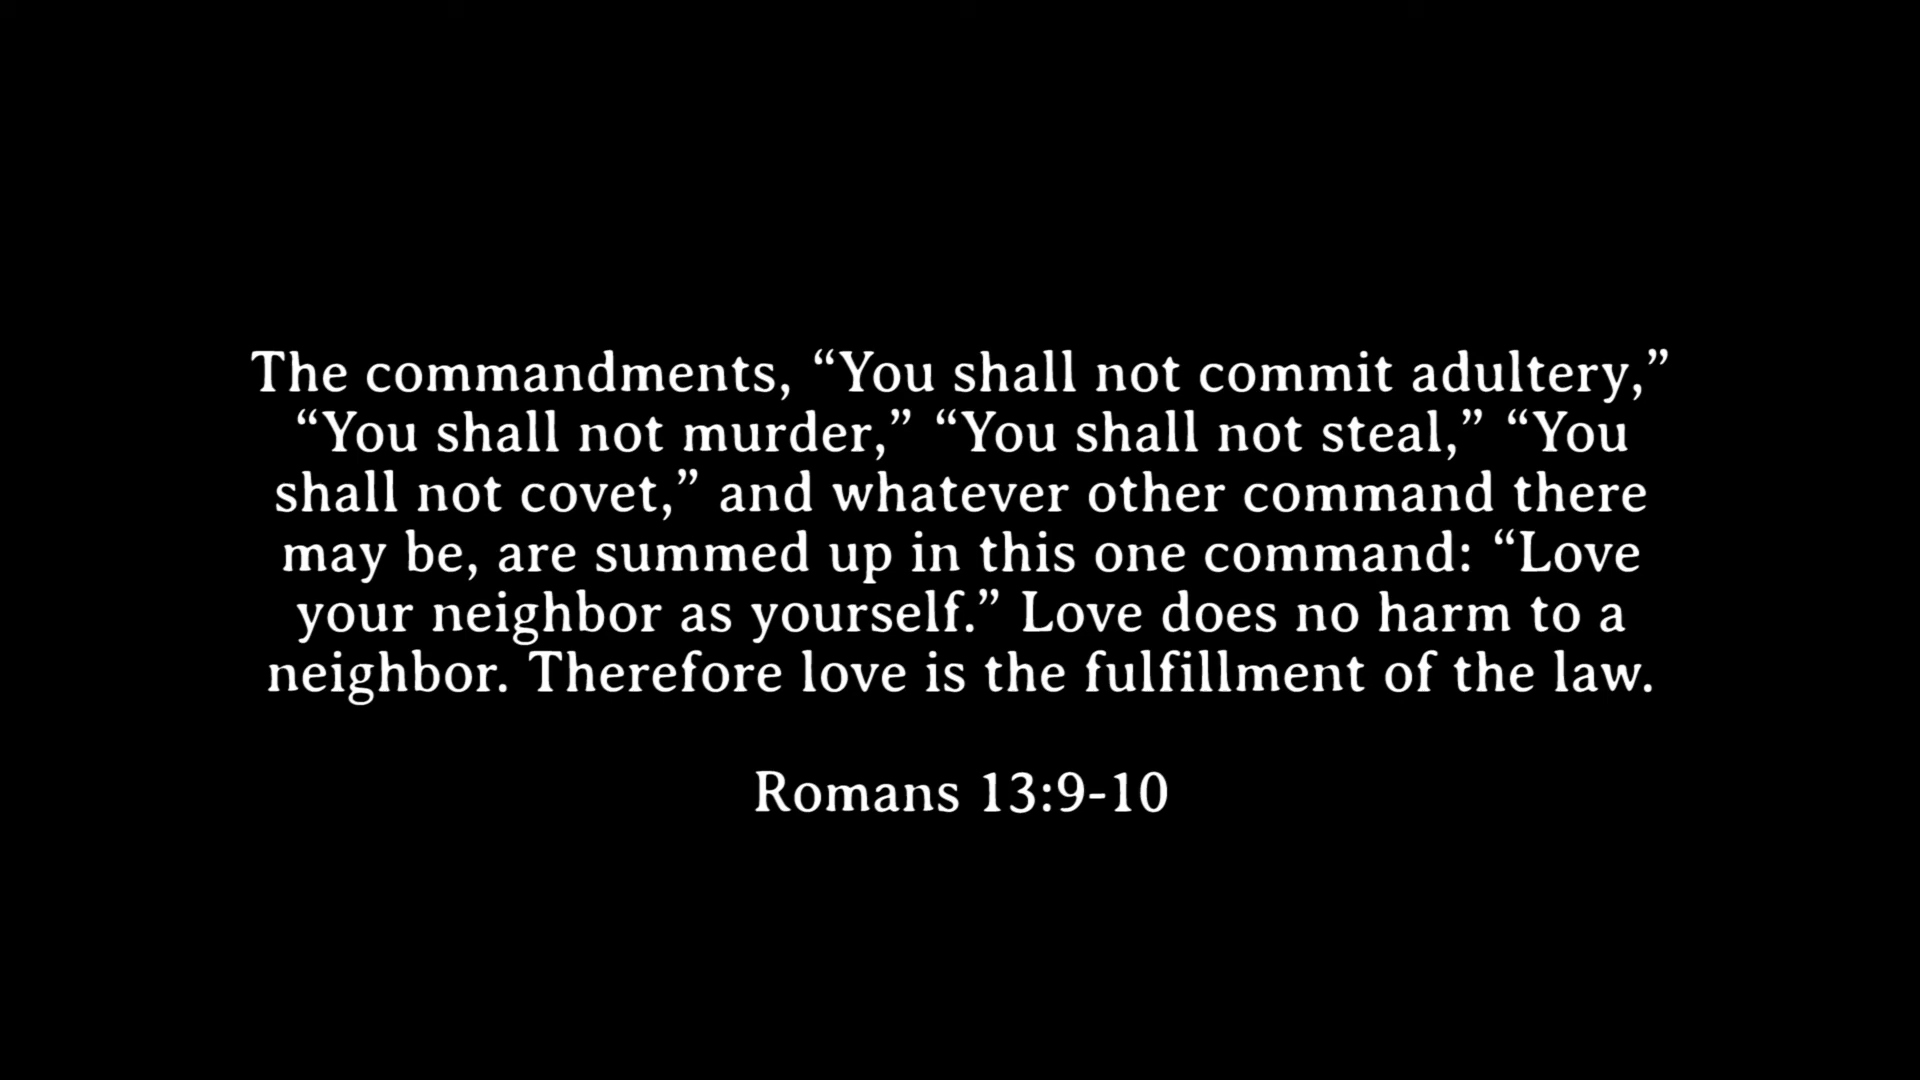 The commandments, “You shall not commit adultery,”
“You shall not murder,” “You shall not steal,” “You
shall not covet,” and whatever other command there
may be, are summed up in this one command: “Love
your neighbor as yourself.” Love does no harm to a
neighbor. Therefore love is the fulfillment of the law.
Romans 13:9-10